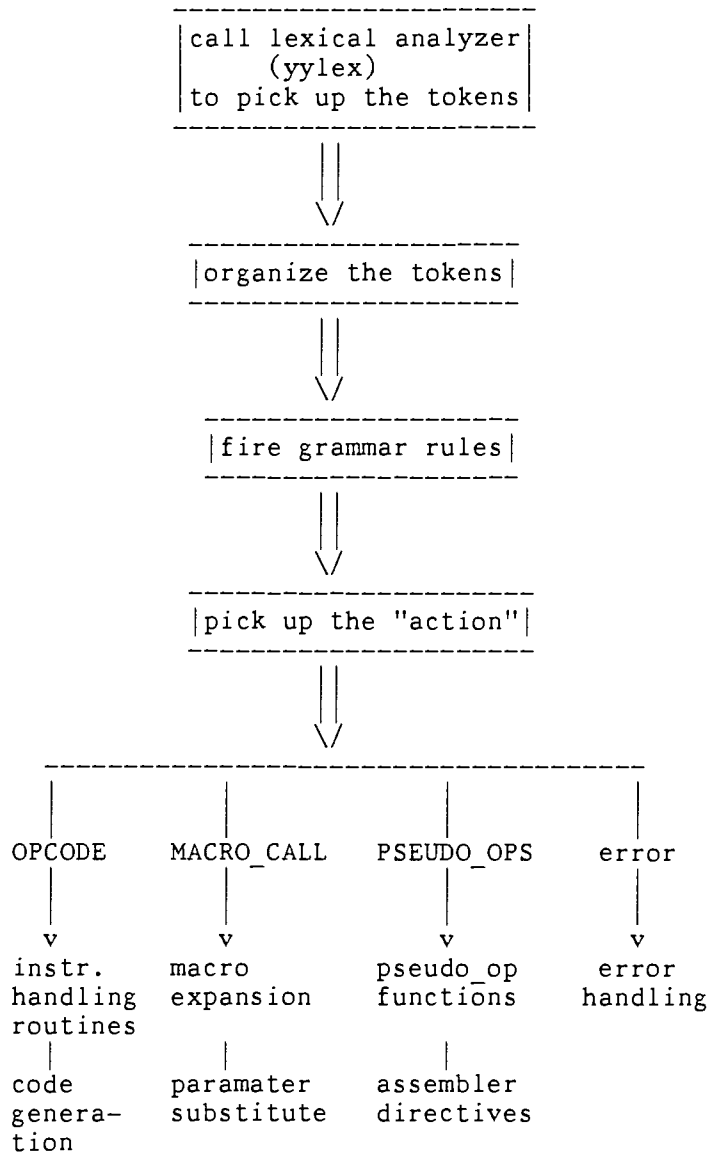 call lexical analyzer
(yylex)
to pick up the tokens
organize the tokens
fire grammar rules
pick up the "action"
OPCODE MACRO_CALL PSEUDO_OPS error
v v v v
instr. macro pseudo_op error
handling expansion functions handling
routines
code paramater assembler
genera- substitute directives
tion